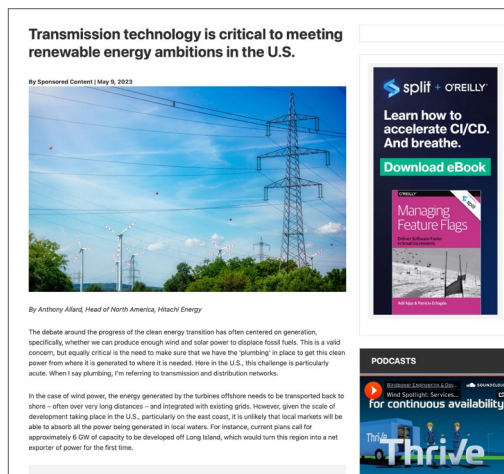 Transmission technology is critical to meeting
renewable energy ambitions in the U.S.
By Sponsored Content | May 9, 2023
By Anthony Allard, Head of North America, Hitachi Energy
The debate around the progress of the clean energy transition has often centered on generation,
specifically, whether we can produce enough wind and solar power to displace fossil fuels. This is a valid
concern, but equally critical is the need to make sure that we have the 'plumbing' in place to get this clean
power from where it is generated to where it is needed. Here in the U.S., this challenge is particularly
acute. When I say plumbing, I'm referring to transmission and distribution networks.
In the case of wind power, the energy generated by the turbines offshore needs to be transported back to
shore – often over very long distances – and integrated with existing grids. However, given the scale of
development taking place in the U.S., particularly on the east coast, it is unlikely that local markets will be
able to absorb all the power being generated in local waters. For instance, current plans call for
approximately 6 GW of capacity to be developed off Long Island, which would turn this region into a net
exporter of power for the first time.
split + O'REILLY
Learn how to
accelerate CI/CD.
And breathe.
Download eBook
O'REILLY
split
Managing
Feature Flags
PODCASTS
Windpower Engineering & Dev...
SOUNDCLOUD
Wind Spotlight: Services...
for continuous availability
Thrive
Thrive